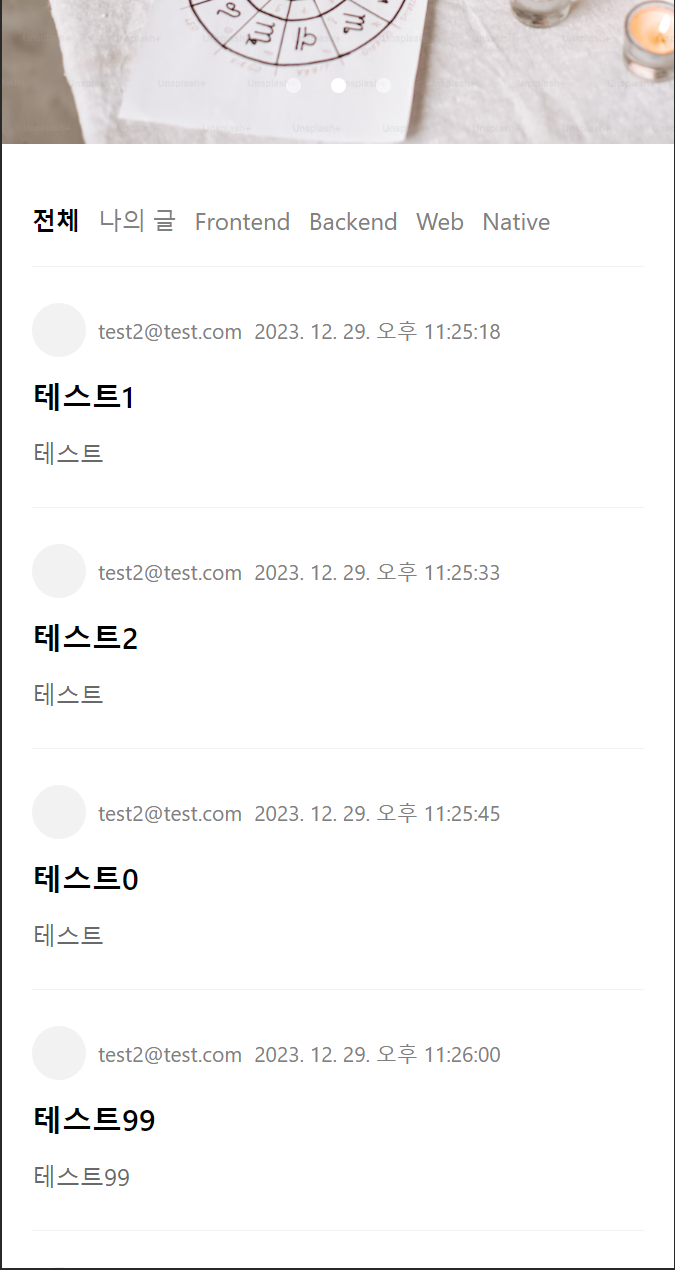 전체 나의 글 Frontend Backend Web Native
test2@test.com 2023. 12. 29. 오후 11:25:18
테스트1
테스트
test2@test.com 2023. 12. 29. 오후 11:25:33
테스트2
테스트
test2@test.com 2023. 12. 29. 오후 11:25:45
테스트0
테스트
test2@test.com 2023. 12. 29. 오후 11:26:00
테스트99
테스트99